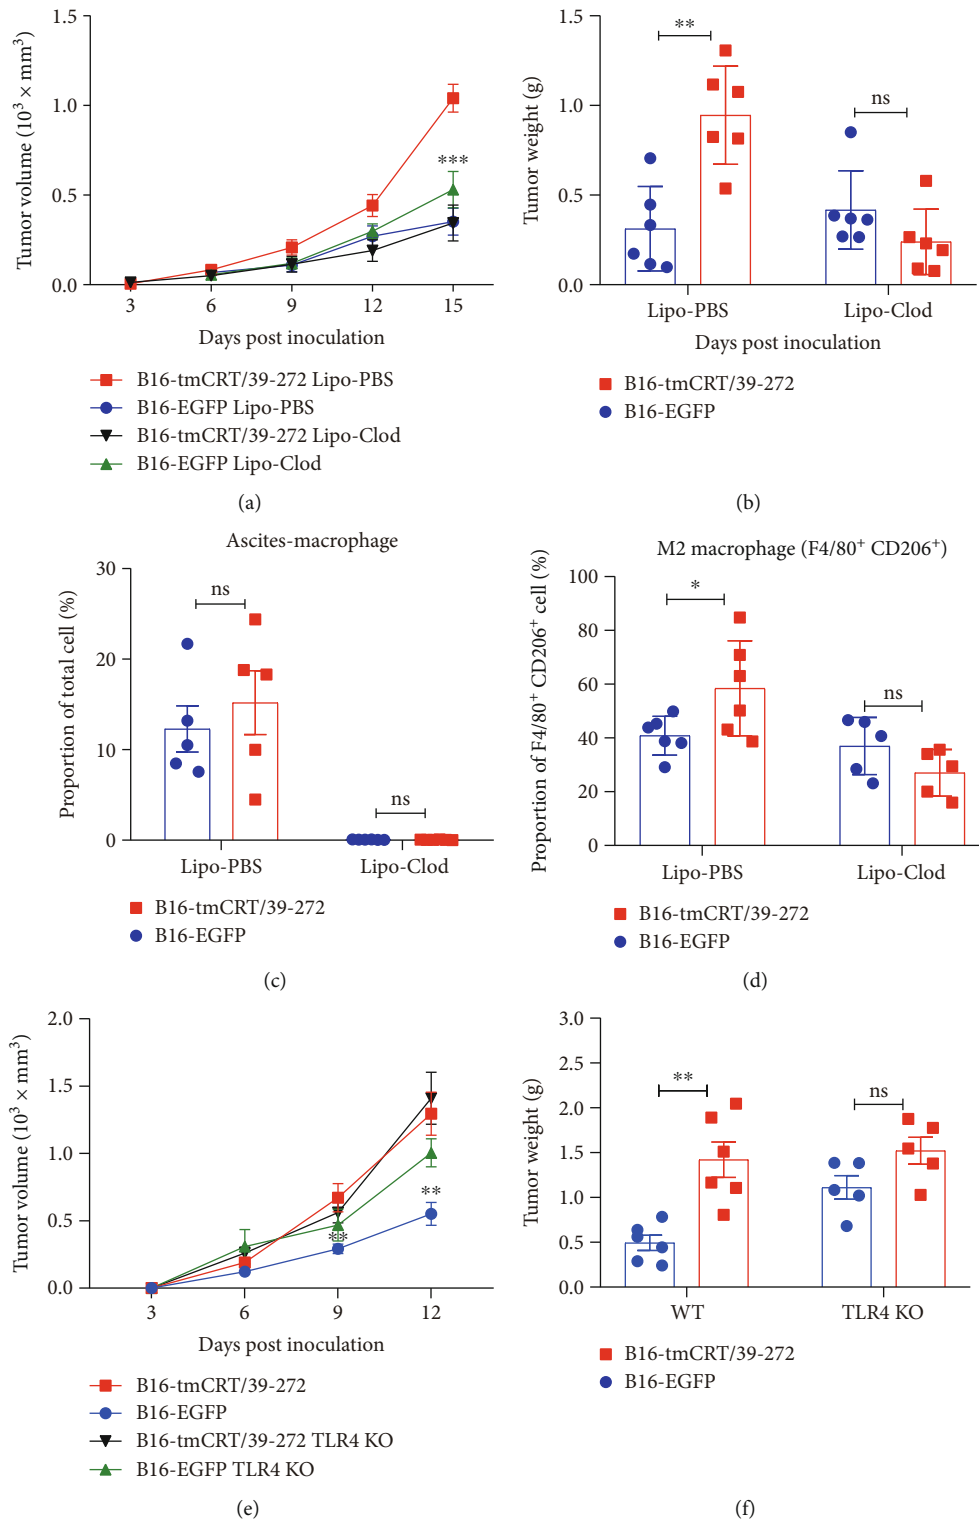 Tumor volume (10³ × mm³)
1.5
1.0
0.5
0.0
***
3 6 9 12 15
Days post inoculation
B16-tmCRT/39-272 Lipo-PBS
B16-EGFP Lipo-PBS
B16-tmCRT/39-272 Lipo-Clod
B16-EGFP Lipo-Clod
(a)
Tumor weight (g)
1.5
1.0
0.5
0.0
**
ns
Lipo-PBS Lipo-Clod
Days post inoculation
B16-tmCRT/39-272
B16-EGFP
(b)
Ascites-macrophage
Proportion of total cell (%)
30
20
10
0
ns
ns
Lipo-PBS Lipo-Clod
B16-tmCRT/39-272
B16-EGFP
(c)
M2 macrophage (F4/80⁺ CD206⁺)
Proportion of F4/80⁺ CD206⁺ cell (%)
100
80
60
40
20
0
*
ns
Lipo-PBS Lipo-Clod
B16-tmCRT/39-272
B16-EGFP
(d)
Tumor volume (10³ × mm³)
2.0
1.5
1.0
0.5
0.0
**
**
3 6 9 12
Days post inoculation
B16-tmCRT/39-272
B16-EGFP
B16-tmCRT/39-272 TLR4 KO
B16-EGFP TLR4 KO
(e)
Tumor weight (g)
3.0
2.5
2.0
1.5
1.0
0.5
0.0
**
ns
WT TLR4 KO
B16-tmCRT/39-272
B16-EGFP
(f)